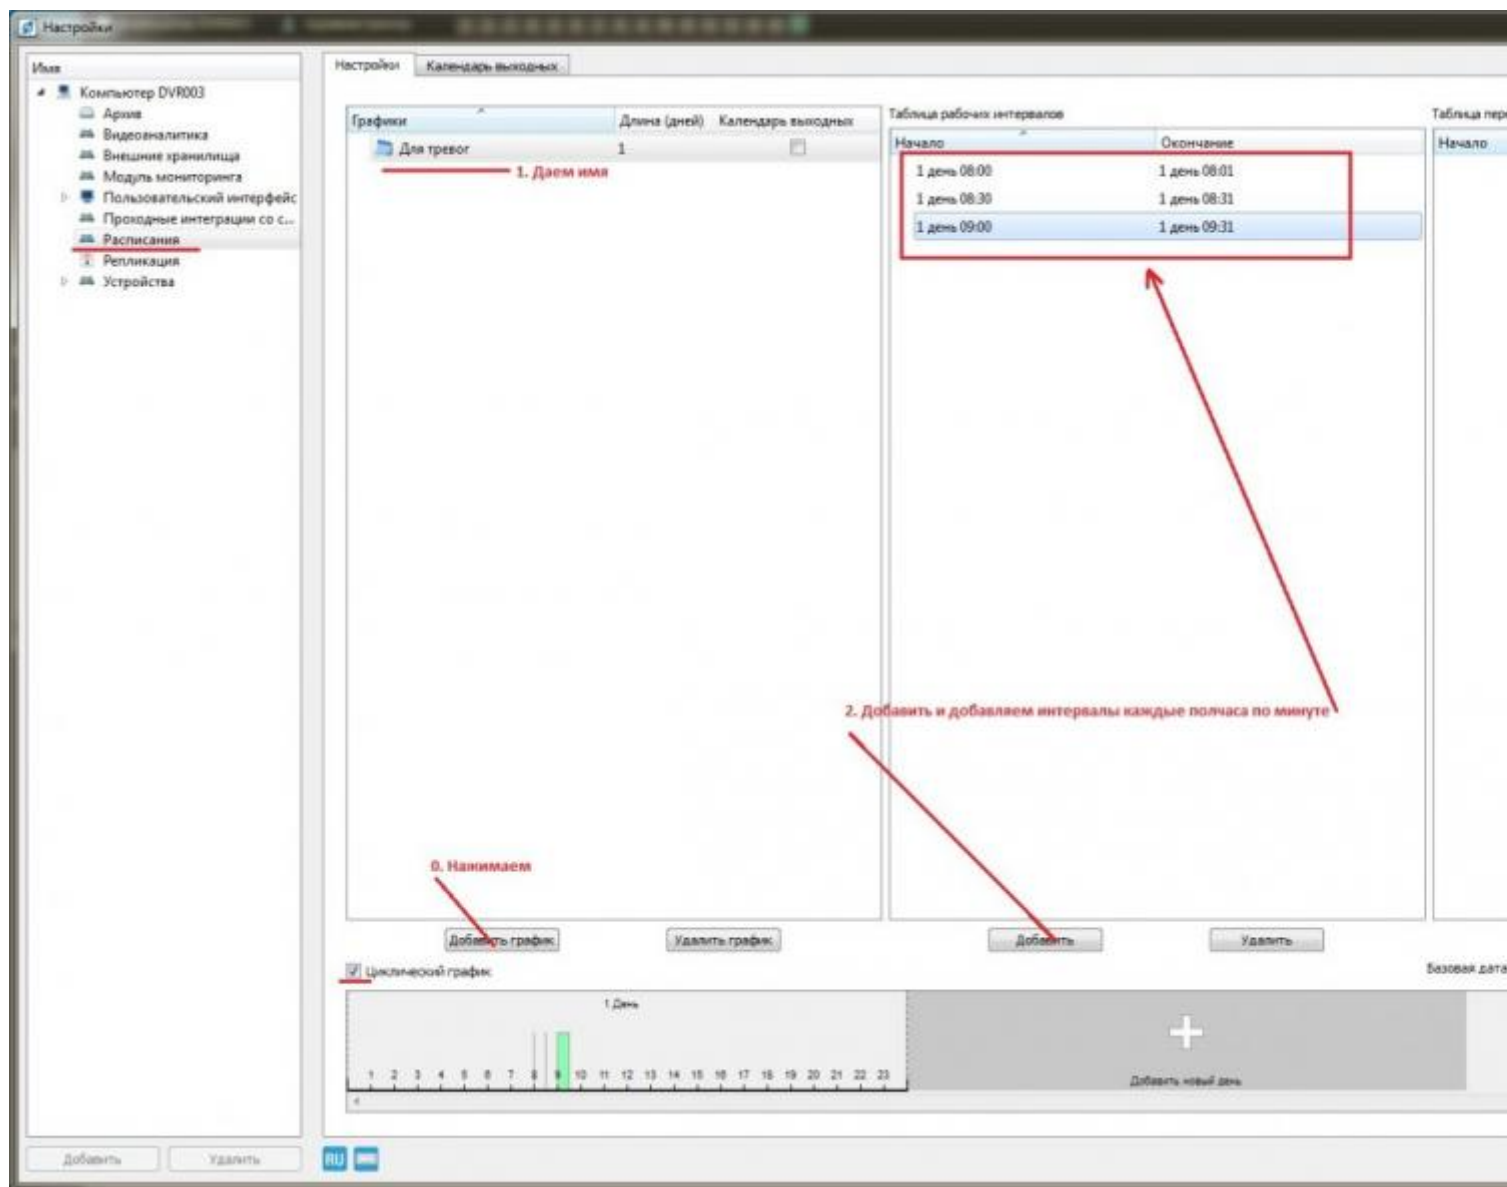 Настройки
Имя
Компьютер DVR003
Архив
Видеоаналитика
Внешние хранилища
Модуль мониторинга
Пользовательский интерфейс
Проходные интеграции со с...
Расписания
Репликация
Устройства
Добавить
Удалить
Настройки
Календарь выходных
Графики
Длина (дней)
Календарь выходных
Для тревог
1
1. Даем имя
Таблица рабочих интервалов
Начало
Окончание
1 день 08:00
1 день 08:01
1 день 08:30
1 день 08:31
1 день 09:00
1 день 09:31
Таблица пер
Начало
2. Добавить и добавляем интервалы каждые полчаса по минуте
0. Нажимаем
Добавить график
Удалить график
Добавить
Удалить
Циклический график
Базовая дата
1 День
1 2 3 4 5 6 7 8 9 10 11 12 13 14 15 16 17 18 19 20 21 22 23
Добавить новый день
RU